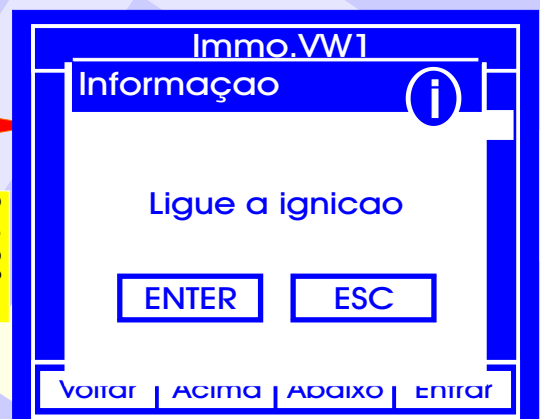 Immo.VW1
Informaçao
i
Ligue a ignicao
ENTER ESC
Voltar Acima Abaixo Entrar